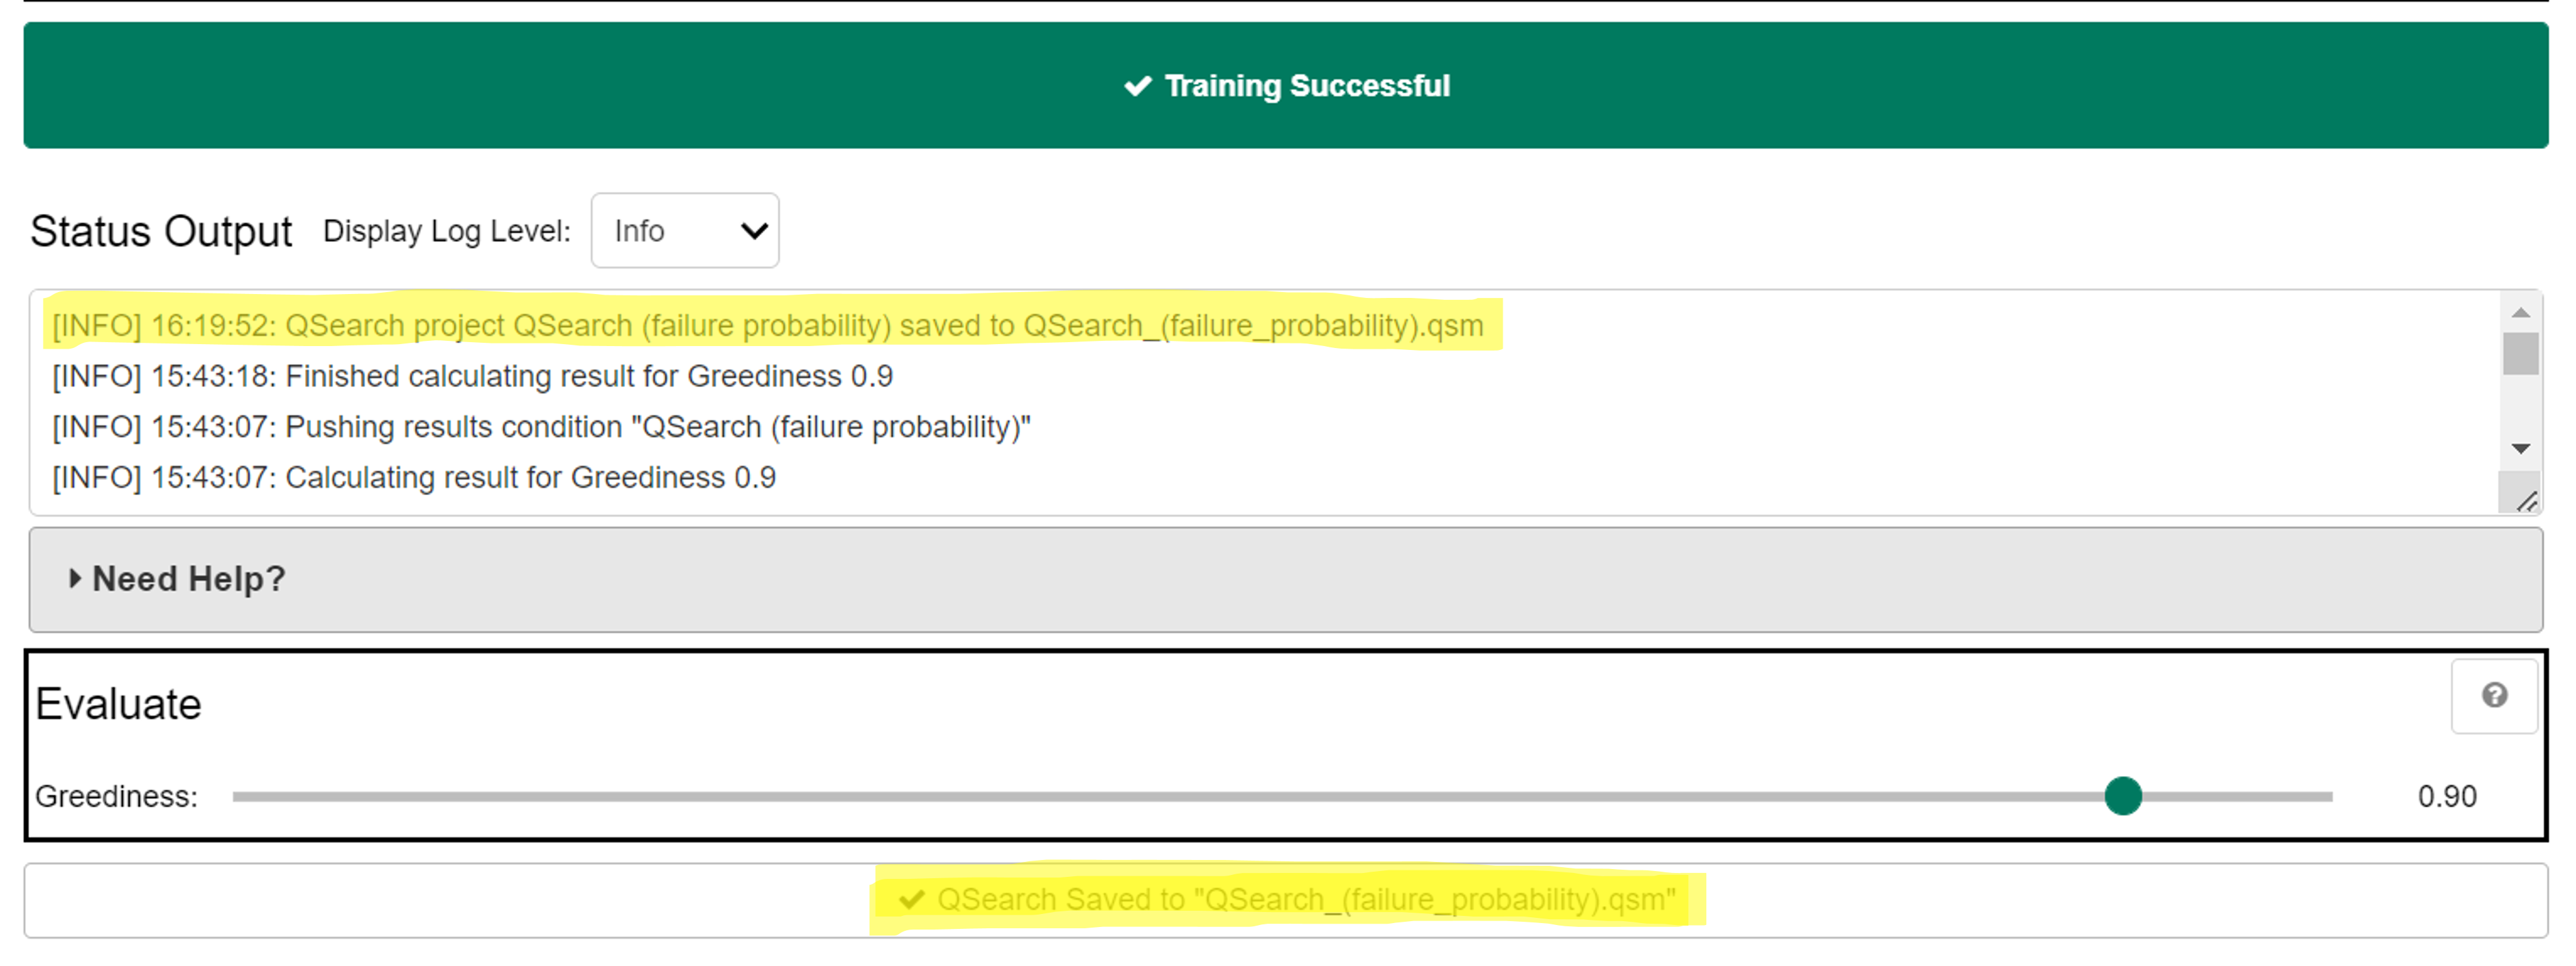 Training Successful
Status Output Display Log Level: Info
[INFO] 16:19:52: QSearch project QSearch (failure probability) saved to QSearch_(failure_probability).qsm
[INFO] 15:43:18: Finished calculating result for Greediness 0.9
[INFO] 15:43:07: Pushing results condition "QSearch (failure probability)"
[INFO] 15:43:07: Calculating result for Greediness 0.9
Need Help?
Evaluate
Greediness: 0.90
QSearch Saved to "QSearch_(failure_probability).qsm"